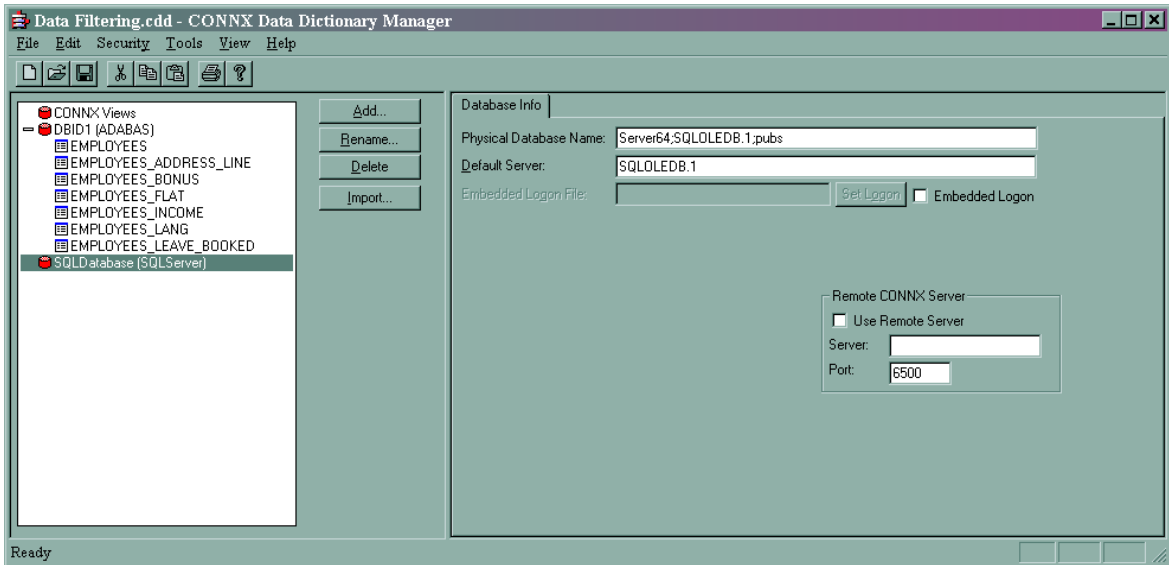 Data Filtering.cdd - CONNX Data Dictionary Manager
File Edit Security Tools View Help
CONNX Views
DBID1 (ADABAS)
EMPLOYEES
EMPLOYEES_ADDRESS_LINE
EMPLOYEES_BONUS
EMPLOYEES_FLAT
EMPLOYEES_INCOME
EMPLOYEES_LANG
EMPLOYEES_LEAVE_BOOKED
SQLDatabase (SQLServer)
Add...
Rename...
Delete
Import...
Database Info
Physical Database Name: Server64;SQLOLEDB.1;pubs
Default Server: SQLOLEDB.1
Embedded Logon File: Set Logon Embedded Logon
Remote CONNX Server
Use Remote Server
Server:
Port: 6500
Ready